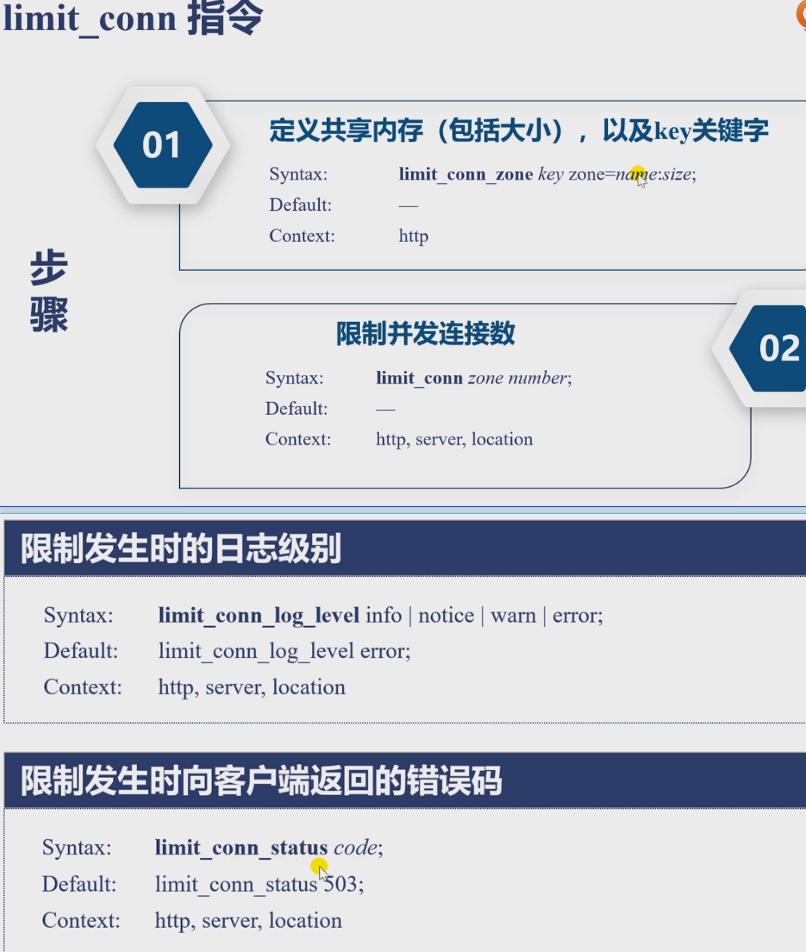 limit_conn 指令
01
定义共享内存（包括大小），以及key关键字
Syntax: limit_conn_zone key zone=name:size;
Default: —
Context: http
步
骤
限制并发连接数
02
Syntax: limit_conn zone number;
Default: —
Context: http, server, location
限制发生时的日志级别
Syntax: limit_conn_log_level info | notice | warn | error;
Default: limit_conn_log_level error;
Context: http, server, location
限制发生时向客户端返回的错误码
Syntax: limit_conn_status code;
Default: limit_conn_status 503;
Context: http, server, location